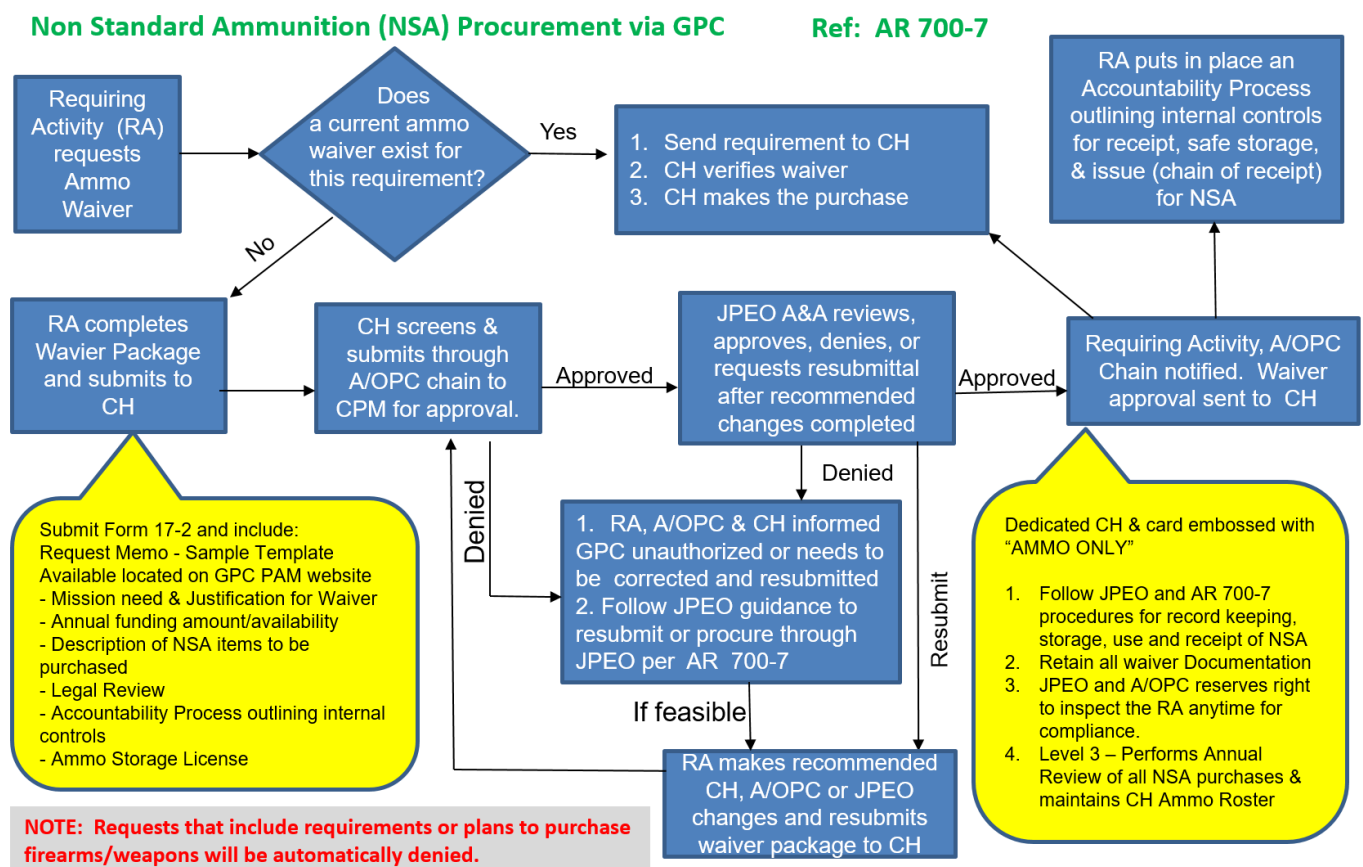 Non Standard Ammunition (NSA) Procurement via GPC
Ref: AR 700-7
Requiring
Activity (RA)
requests
Ammo
Waiver
Does
a current ammo
waiver exist for
this requirement?
Yes
No
1. Send requirement to CH
2. CH verifies waiver
3. CH makes the purchase
RA puts in place an
Accountability Process
outlining internal controls
for receipt, safe storage,
& issue (chain of receipt)
for NSA
RA completes
Wavier Package
and submits to
CH
CH screens &
submits through
A/OPC chain to
CPM for approval.
Approved
JPEO A&A reviews,
approves, denies, or
requests resubmittal
after recommended
changes completed
Approved
Requiring Activity, A/OPC
Chain notified. Waiver
approval sent to CH
Denied
Denied
Resubmit
1. RA, A/OPC & CH informed
GPC unauthorized or needs to
be corrected and resubmitted
2. Follow JPEO guidance to
resubmit or procure through
JPEO per AR 700-7
If feasible
RA makes recommended
CH, A/OPC or JPEO
changes and resubmits
waiver package to CH
Submit Form 17-2 and include:
Request Memo - Sample Template
Available located on GPC PAM website
- Mission need & Justification for Waiver
- Annual funding amount/availability
- Description of NSA items to be
purchased
- Legal Review
- Accountability Process outlining internal
controls
- Ammo Storage License
Dedicated CH & card embossed with
“AMMO ONLY”
1. Follow JPEO and AR 700-7
procedures for record keeping,
storage, use and receipt of NSA
2. Retain all waiver Documentation
3. JPEO and A/OPC reserves right
to inspect the RA anytime for
compliance.
4. Level 3 – Performs Annual
Review of all NSA purchases &
maintains CH Ammo Roster
NOTE: Requests that include requirements or plans to purchase
firearms/weapons will be automatically denied.